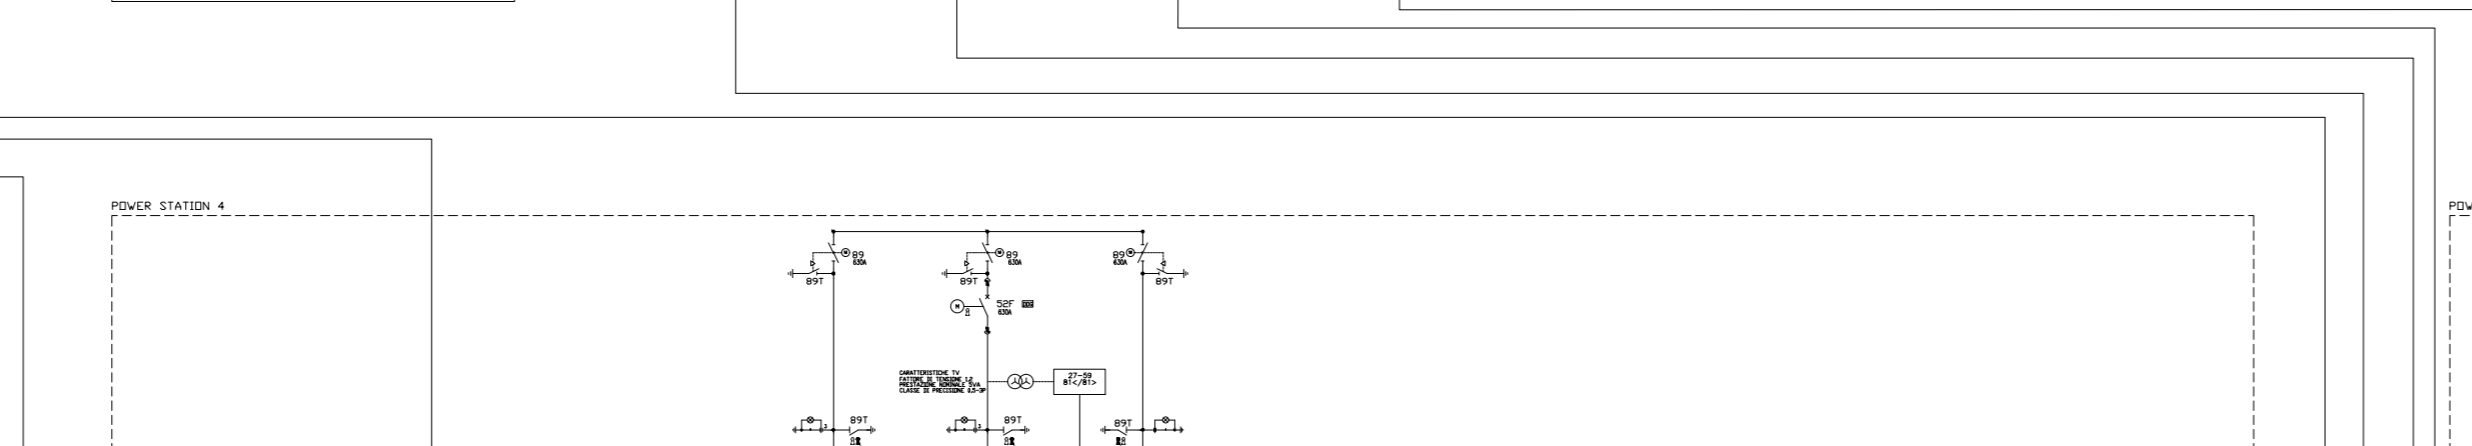 POWER STATION 4
POW
89
630A
89
630A
89
630A
89T
89T
89T
M
52F
630A
CARATTERISTICHE TV
FATTORE DI TENSIONE 1,2
PRESTAZIONE NOMINALE 5VA
CLASSE DI PRECISIONE 0,5-3P
27-59
81</81>
89T
89T
89T
3
3